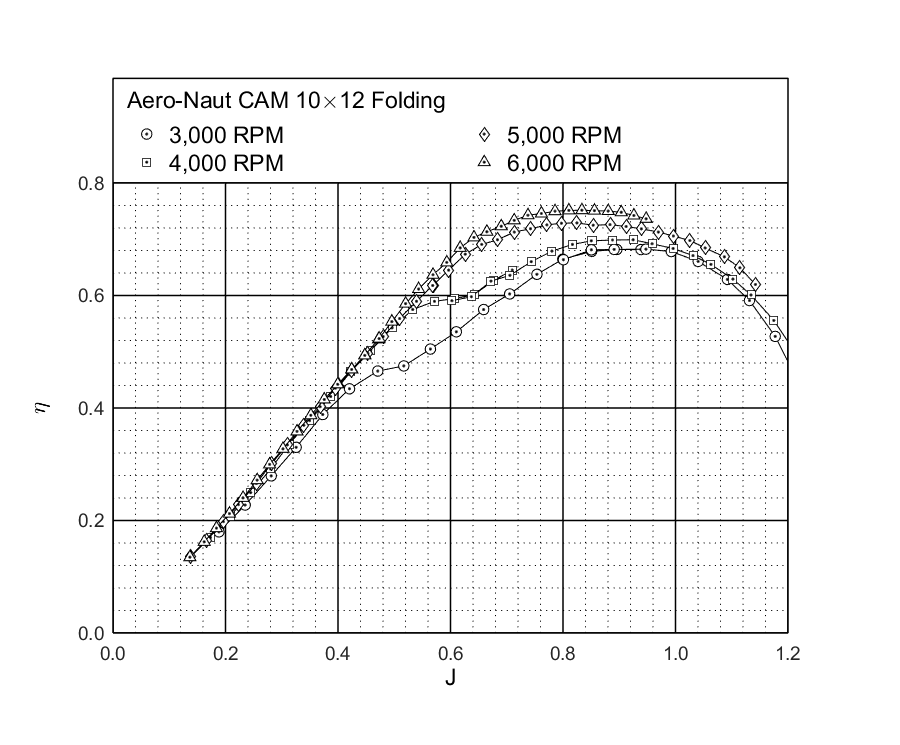 Aero-Naut CAM 10×12 Folding
3,000 RPM
4,000 RPM
5,000 RPM
6,000 RPM
0.8
0.6
0.4
0.2
0.0
η
0.0 0.2 0.4 0.6 0.8 1.0 1.2
J